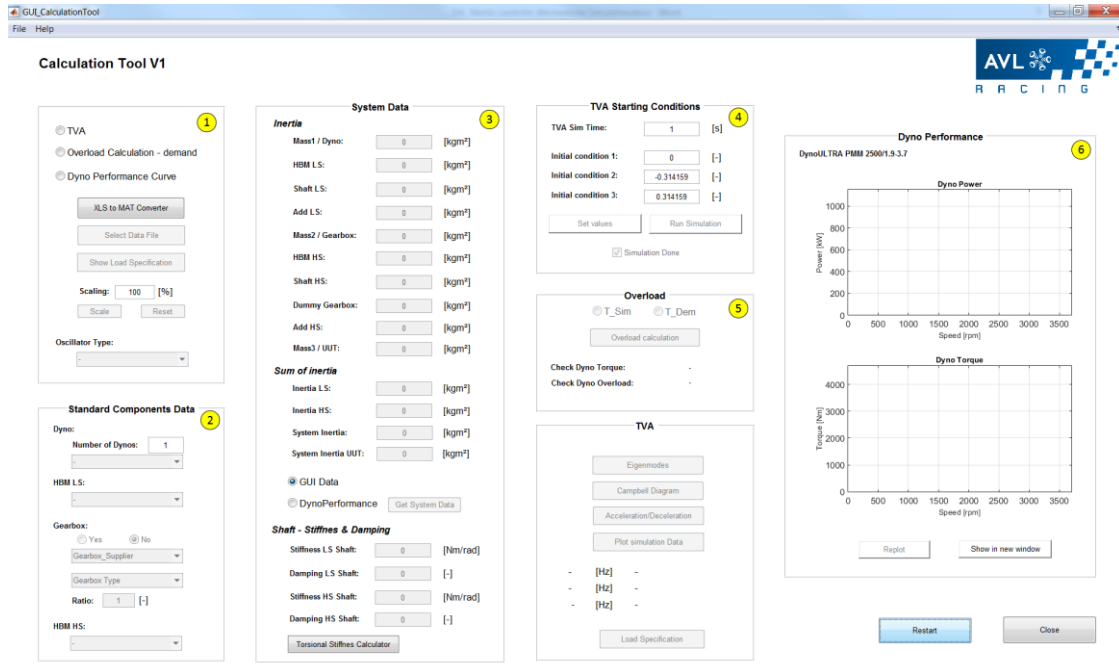 GUI_CalculationTool
File Help
Calculation Tool V1
AVL
RACING
1
TVA
Overload Calculation - demand
Dyno Performance Curve
XLS to MAT Converter
Select Data File
Show Load Specification
Scaling: 100 [%]
Scale Reset
Oscillator Type:
-
Standard Components Data
2
Dyno:
Number of Dynos: 1
-
HBM LS:
-
Gearbox:
Yes No
Gearbox_Supplier
Gearbox Type
Ratio: 1 [-]
HBM HS:
-
System Data
3
Inertia
Mass1 / Dyno: 0 [kgm²]
HBM LS: 0 [kgm²]
Shaft LS: 0 [kgm²]
Add LS: 0 [kgm²]
Mass2 / Gearbox: 0 [kgm²]
HBM HS: 0 [kgm²]
Shaft HS: 0 [kgm²]
Dummy Gearbox: 0 [kgm²]
Add HS: 0 [kgm²]
Mass3 / UUT: 0 [kgm²]
Sum of inertia
Inertia LS: 0 [kgm²]
Inertia HS: 0 [kgm²]
System Inertia: 0 [kgm²]
System Inertia UUT: 0 [kgm²]
GUI Data
DynoPerformance Get System Data
Shaft - Stiffnes & Damping
Stiffness LS Shaft: 0 [Nm/rad]
Damping LS Shaft: 0 [-]
Stiffness HS Shaft: 0 [Nm/rad]
Damping HS Shaft: 0 [-]
Torsional Stiffnes Calculator
TVA Starting Conditions
4
TVA Sim Time: 1 [s]
Initial condition 1: 0 [-]
Initial condition 2: -0.314159 [-]
Initial condition 3: 0.314159 [-]
Set values Run Simulation
Simulation Done
Overload
5
T_Sim T_Dem
Overload calculation
Check Dyno Torque: -
Check Dyno Overload: -
TVA
Eigenmodes
Campbell Diagram
Acceleration/Deceleration
Plot simulation Data
- [Hz] -
- [Hz] -
- [Hz] -
Load Specification
Dyno Performance
6
DynoULTRA PMM 2500/1.9-3.7
Dyno Power
Power [kW]
1000
800
600
400
200
0
0 500 1000 1500 2000 2500 3000 3500
Speed [rpm]
Dyno Torque
Torque [Nm]
4000
3000
2000
1000
0
0 500 1000 1500 2000 2500 3000 3500
Speed [rpm]
Replot Show in new window
Restart Close